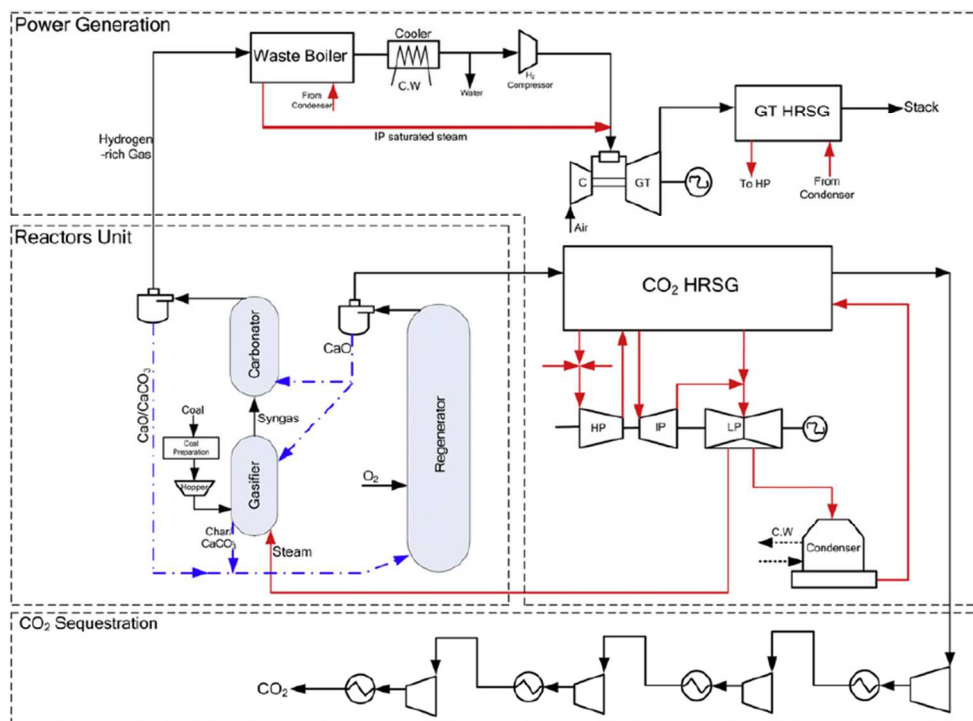 Power Generation
Waste Boiler
From
Condenser
Cooler
C.W
Water
H₂
Compressor
IP saturated steam
Hydrogen
-rich Gas
C
GT
Air
GT HRSG
Stack
To HP
From
Condenser
Reactors Unit
CaO/CaCO₃
Carbonator
CaO
Syngas
Coal
Coal
Preparation
Hopper
Gasifier
Char/
CaCO₃
Steam
O₂
Regenerator
CO₂ HRSG
HP
IP
LP
C.W
Condenser
CO₂ Sequestration
CO₂